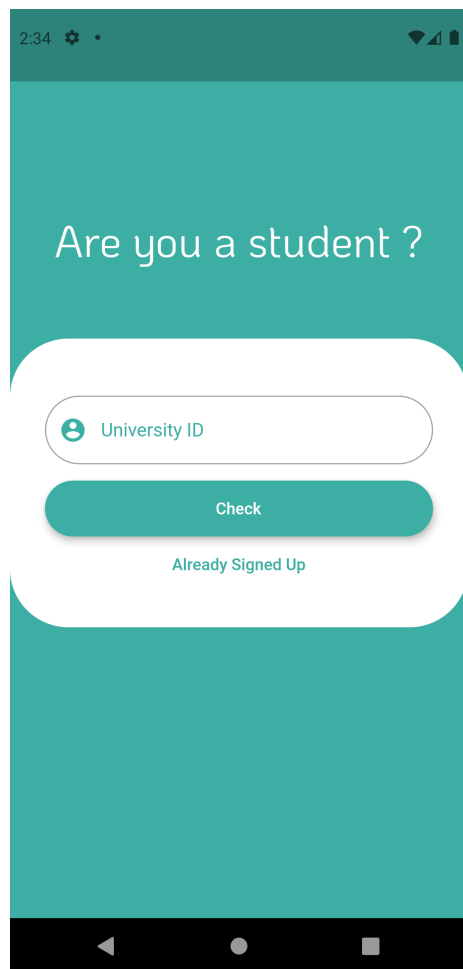 2:34
Are you a student ?
University ID
Check
Already Signed Up